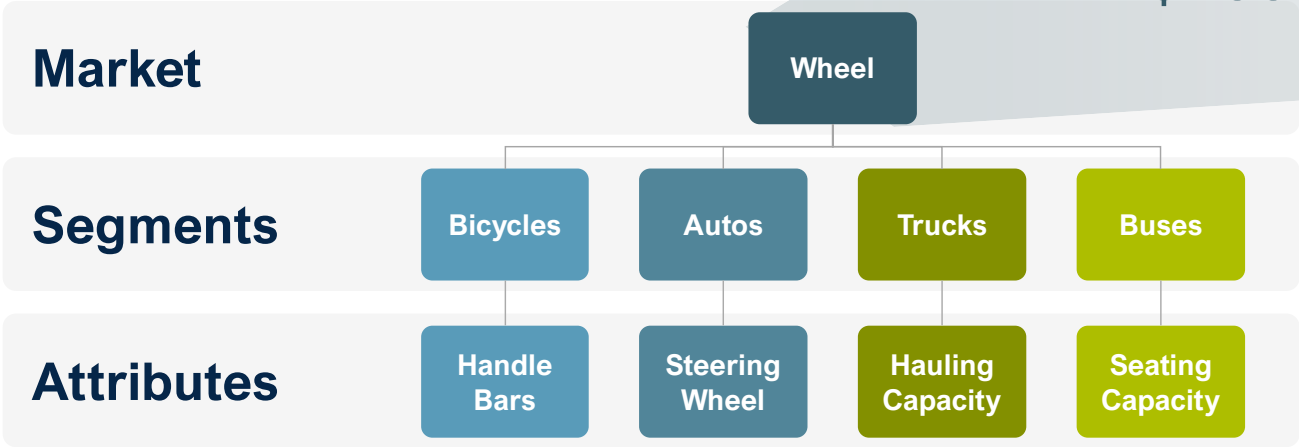 Market
Wheel
Segments
Bicycles
Autos
Trucks
Buses
Attributes
Handle
Bars
Steering
Wheel
Hauling
Capacity
Seating
Capacity